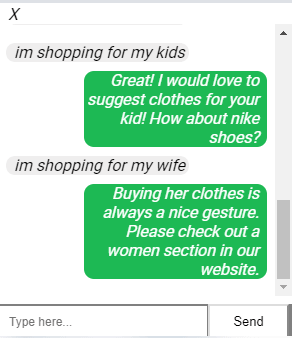 X
im shopping for my kids
Great! I would love to
suggest clothes for your
kid! How about nike
shoes?
im shopping for my wife
Buying her clothes is
always a nice gesture.
Please check out a
women section in our
website.
Type here...
Send